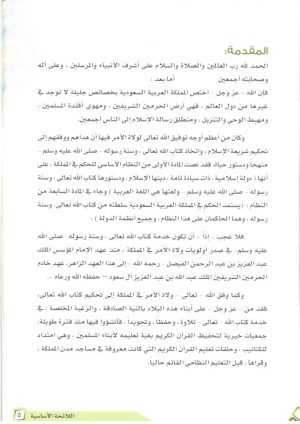 المقدمة:
الحمد لله رب العالمين والصلاة والسلام على أشرف الأنبياء والمرسلين ، وعلى آله
وصحابته أجمعين أما بعد :
فإن الله - عز وجل - اختص المملكة العربية السعودية بخصائص جليلة لا توجد في
غيرها من دول العالم ، فهي أرض الحرمين الشريفين ، ومهوى أفئدة المسلمين ،
ومهبط الوحي والتنزيل ، ومنطلق رسالة الإسلام إلى الناس أجمعين.
وكان من أعظم أوجه توفيق الله تعالى لولاة الأمر فيها أن هداهم ووفقهم إلى
تحكيم شريعة الإسلام ، واتخاذ كتاب الله تعالى ، وسنة رسوله - صلى الله عليه وسلم -
منهجا ودستور حياة، فقد نصت المادة الأولى من النظام الأساسي للحكم في المملكة ، على
أنها ( دولة إسلامية ، ذات سيادة تامة ، دينها الإسلام ، ودستورها كتاب الله تعالى ، وسنة
رسوله - صلى الله عليه وسلم - ولغتها هي اللغة العربية ) وجاء في المادة السابعة من
النظام ، ( يستمد الحكم في المملكة العربية السعودية سلطته من كتاب الله تعالى ، وسنة
رسوله ، وهما الحاكمان على هذا النظام ، وجميع أنظمة الدولة ).
فلا عجب - إذا - أن تكون خدمة كتاب الله تعالى ، وسنة رسوله - صلى الله
عليه وسلم - في صدر أولويات ولاة الأمر في المملكة ، منذ عهد الإمام المؤسس الملك
عبد العزيز بن عبد الرحمن الفيصل - رحمه الله - إلى هذا العهد الزاهر، عهد خادم
الحرمين الشريفين الملك عبد الله بن عبد العزيز آل سعود - حفظه الله ورعاه --.
وكما وفق الله - تعالى - ولاة الأمر في المملكة إلى تحكيم كتاب الله - تعالى -
فقد من - عز وجل - على أبناء هذه البلاد بالنية الصادقة ، والرغبة المخلصة ، في
خدمة كتاب الله - تعالى - تلاوة ، وحفظا ، وتجويدا ، فأنشؤوا فيها منذ فترة طويلة،
جمعيات خيرية لتحفيظ القرآن الكريم بغية تعليمه لأبناء المسلمين ، وهي امتداد
للكتاتيب ، وحلقات تعليم القرآن الكريم التي كانت معروفة في مساجد مدن المملكة ،
وقراها ، قبل التعليم النظامي القائم حاليا.
اللائحة الأساسية ٥